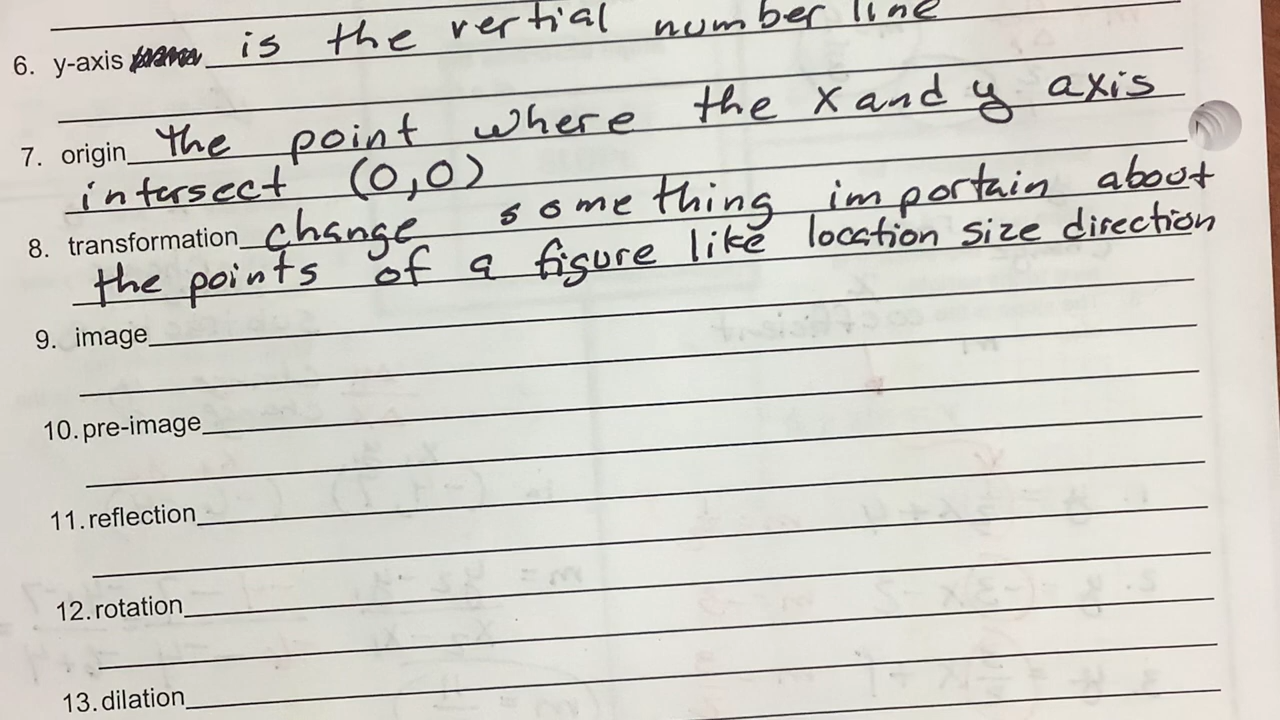 6. y-axis is the vertial number line
7. origin the point where the x and y axis
intersect (0,0)
8. transformation change something importain about
the points of a figure like location size direction
9. image
10. pre-image
11. reflection
12. rotation
13. dilation